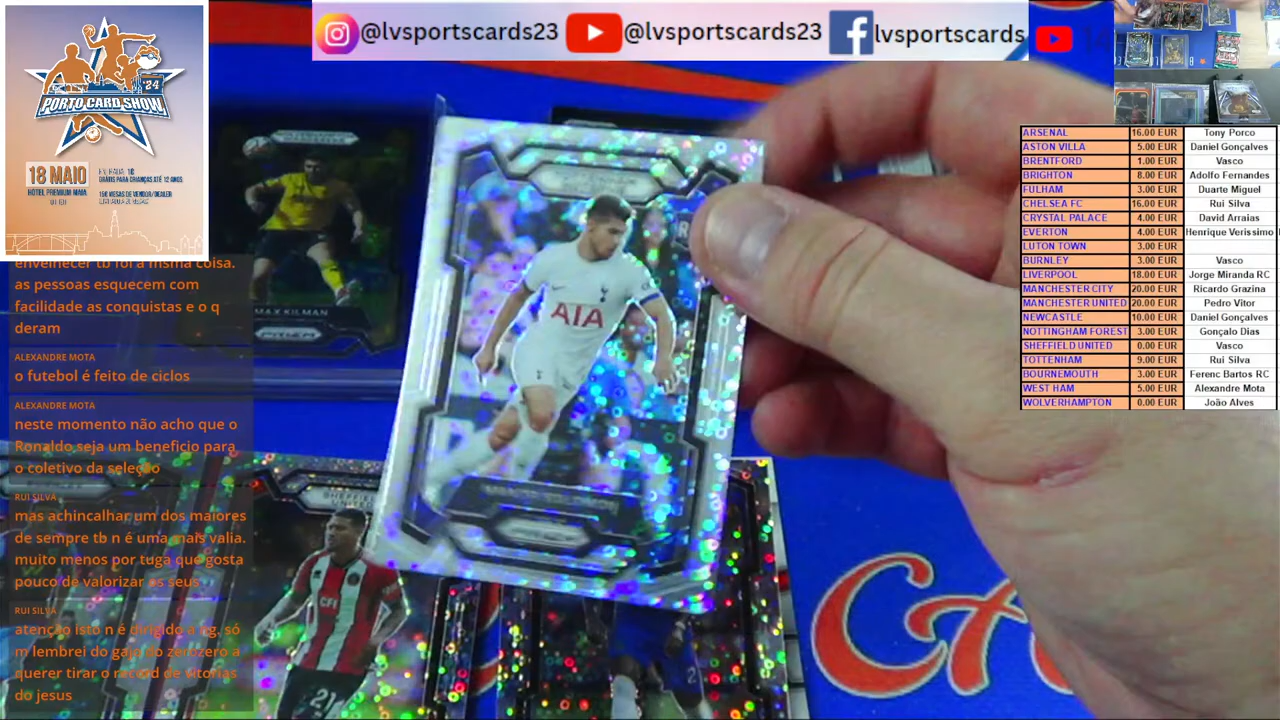 @lvsportscards23
@lvsportscards23
lvsportscards
'24
PORTO CARD SHOW
18 MAIO
HOTEL PREMIUM MAIA
envelhecer tb foi a msma coisa.
as pessoas esquecem com
facilidade as conquistas e o q
deram
ALEXANDRE MOTA
o futebol é feito de ciclos
ALEXANDRE MOTA
neste momento não acho que o
Ronaldo seja um beneficio para
o coletivo da seleção
RUI SILVA
mas achincalhar um dos maiores
de sempre tb n é uma mais valia.
muito menos por tuga que gosta
pouco de valorizar os seus
RUI SILVA
atenção isto n é dirigido a ng, só
m lembrei do gajo do zerozero a
querer tirar o record de vitorias
do jesus
MAX KILMAN
AIA
SHEFFIELD
UNITED
21
2
ARSENAL 16.00 EUR Tony Porco
ASTON VILLA 5.00 EUR Daniel Gonçalves
BRENTFORD 1.00 EUR Vasco
BRIGHTON 8.00 EUR Adolfo Fernandes
FULHAM 3.00 EUR Duarte Miguel
CHELSEA FC 16.00 EUR Rui Silva
CRYSTAL PALACE 4.00 EUR David Arraias
EVERTON 4.00 EUR Henrique Verissimo
LUTON TOWN 3.00 EUR
BURNLEY 3.00 EUR Vasco
LIVERPOOL 18.00 EUR Jorge Miranda RC
MANCHESTER CITY 20.00 EUR Ricardo Grazina
MANCHESTER UNITED 20.00 EUR Pedro Vitor
NEWCASTLE 10.00 EUR Daniel Gonçalves
NOTTINGHAM FOREST 3.00 EUR Gonçalo Dias
SHEFFIELD UNITED 0.00 EUR Vasco
TOTTENHAM 9.00 EUR Rui Silva
BOURNEMOUTH 3.00 EUR Ferenc Bartos RC
WEST HAM 5.00 EUR Alexandre Mota
WOLVERHAMPTON 0.00 EUR João Alves